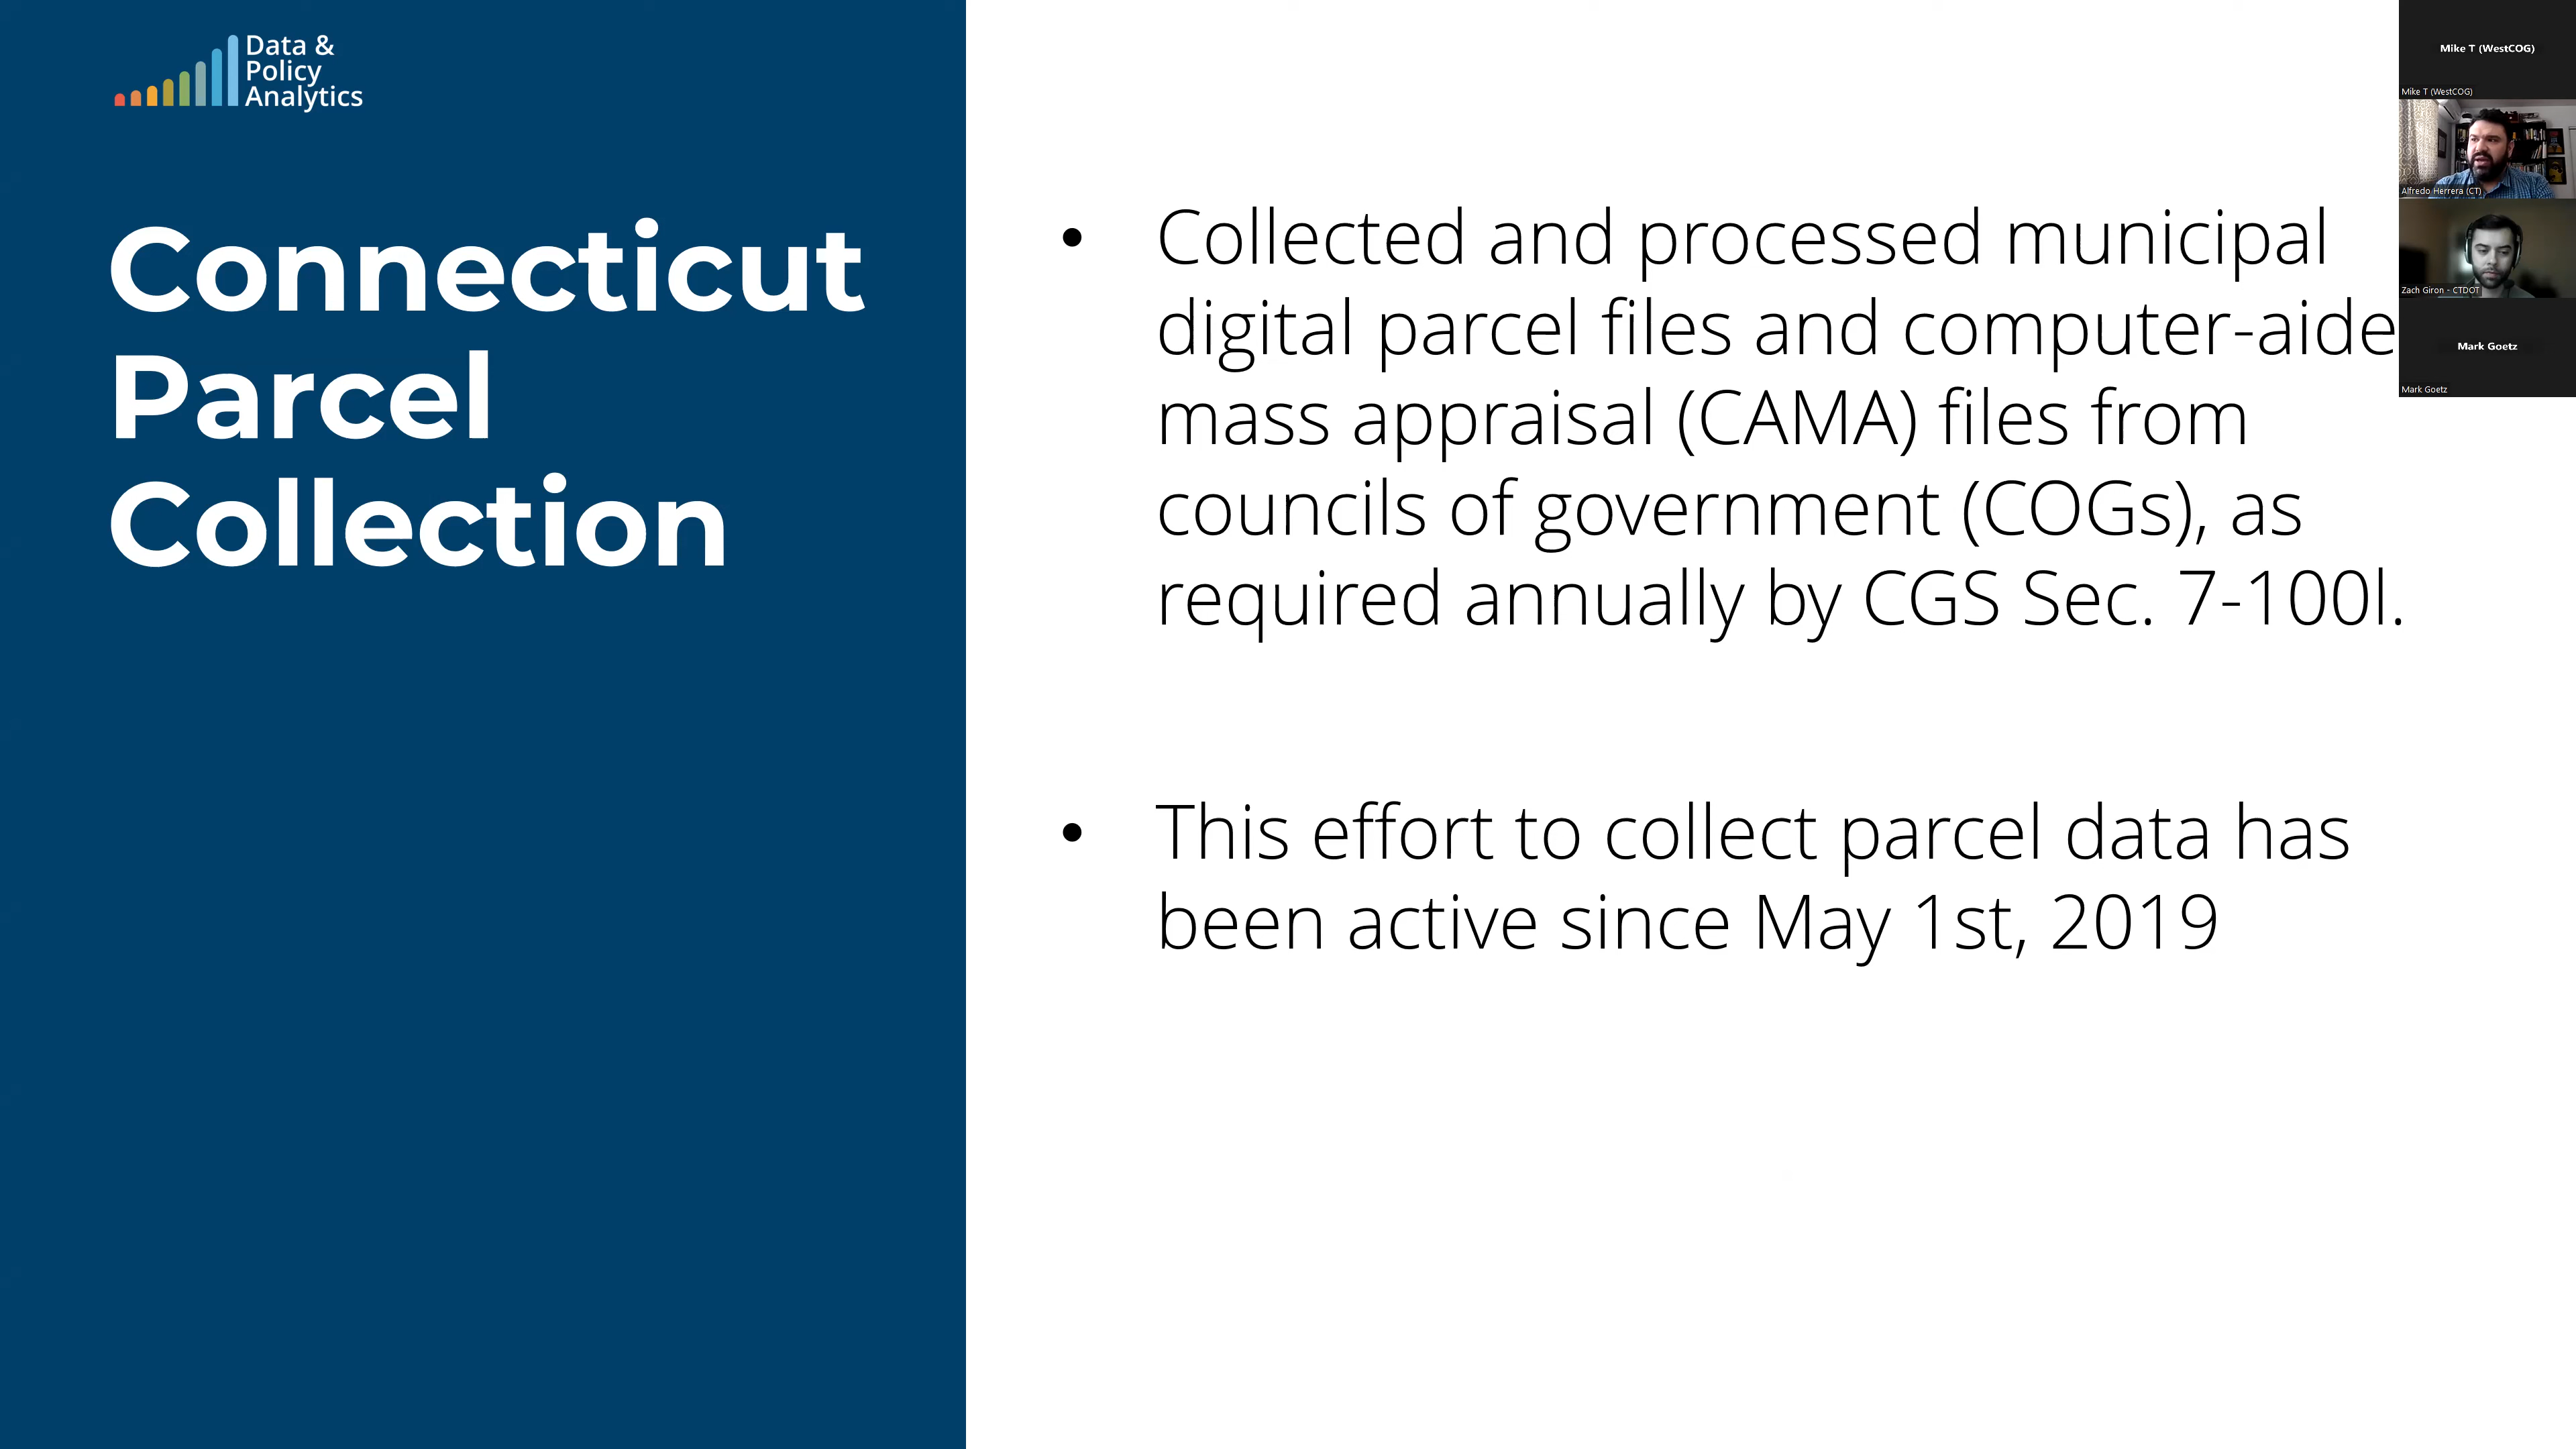 Data &
Policy
Analytics
Connecticut
Parcel
Collection
• Collected and processed municipal
digital parcel files and computer-aide
mass appraisal (CAMA) files from
councils of government (COGs), as
required annually by CGS Sec. 7-100l.
• This effort to collect parcel data has
been active since May 1st, 2019
Mike T (WestCOG)
Mike T (WestCOG)
Alfredo Herrera (CT)
Zach Giron - CTDOT
Mark Goetz
Mark Goetz